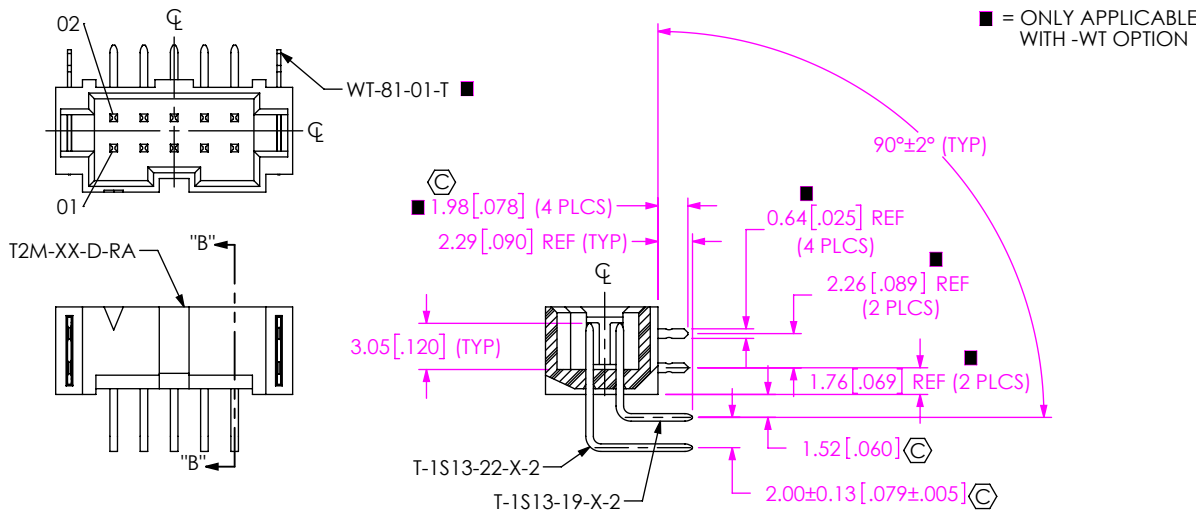 02
℄
■ = ONLY APPLICABLE
WITH -WT OPTION
WT-81-01-T ■
℄
90°±2° (TYP)
01
C
■ 1.98[.078] (4 PLCS)
■
0.64[.025] REF
(4 PLCS)
2.29[.090] REF (TYP)
T2M-XX-D-RA
"B"
℄
■
2.26[.089] REF
(2 PLCS)
3.05[.120] (TYP)
■
1.76[.069] REF (2 PLCS)
1.52[.060] C
"B"
T-1S13-22-X-2
T-1S13-19-X-2
2.00±0.13[.079±.005] C